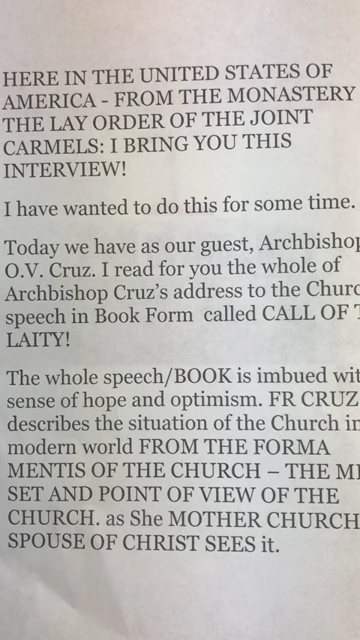 HERE IN THE UNITED STATES OF
AMERICA - FROM THE MONASTERY
THE LAY ORDER OF THE JOINT
CARMELS: I BRING YOU THIS
INTERVIEW!
I have wanted to do this for some time.
Today we have as our guest, Archbishop
O.V. Cruz. I read for you the whole of
Archbishop Cruz's address to the
speech in Book Form called CALL OF
LAITY!
The whole speech/BOOK is imbued
sense of hope and optimism. FR CRUZ
describes the situation of the Church
modern world FROM THE FORMA
MENTIS OF THE CHURCH – THE
SET AND POINT OF VIEW OF THE
CHURCH. as She MOTHER CHURCH
SPOUSE OF CHRIST SEES it.